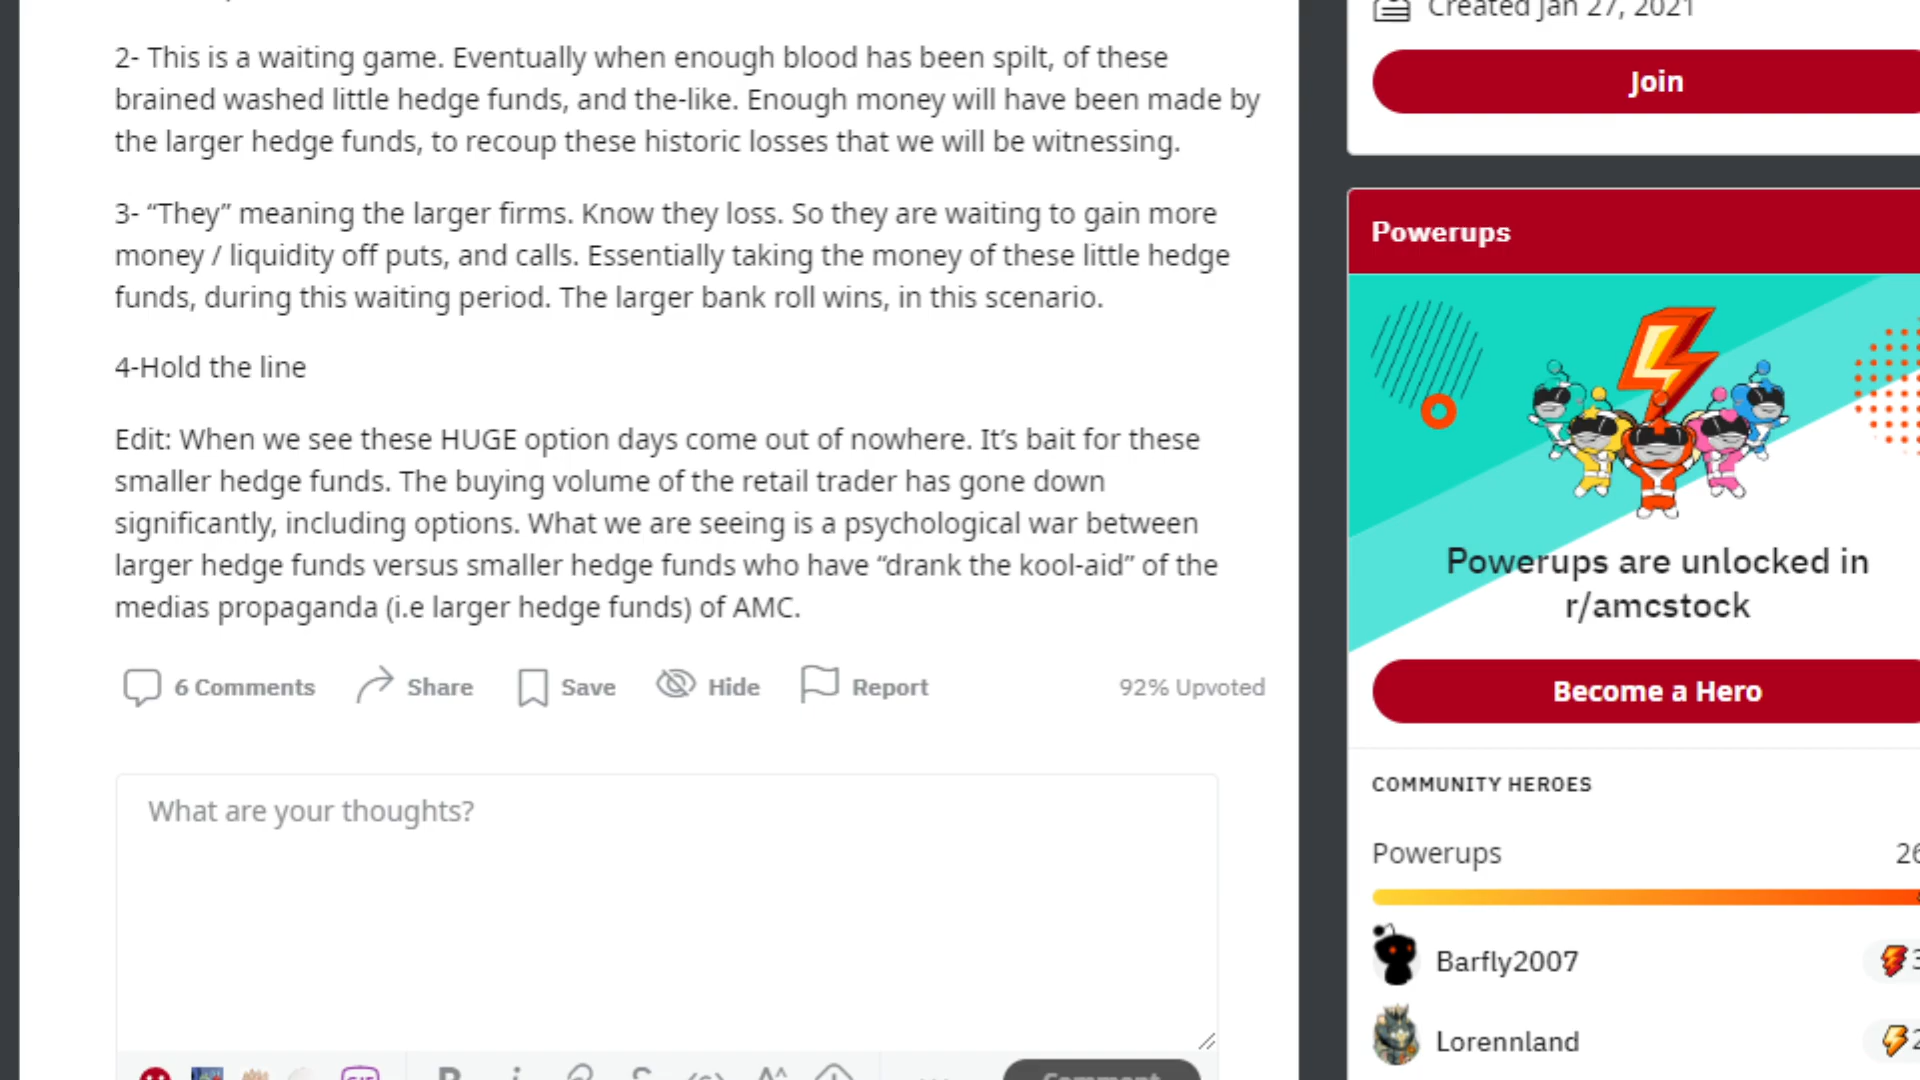 Created Jan 27, 2021
Join
2- This is a waiting game. Eventually when enough blood has been spilt, of these
brained washed little hedge funds, and the-like. Enough money will have been made by
the larger hedge funds, to recoup these historic losses that we will be witnessing.
3- “They” meaning the larger firms. Know they loss. So they are waiting to gain more
money / liquidity off puts, and calls. Essentially taking the money of these little hedge
funds, during this waiting period. The larger bank roll wins, in this scenario.
4-Hold the line
Edit: When we see these HUGE option days come out of nowhere. It’s bait for these
smaller hedge funds. The buying volume of the retail trader has gone down
significantly, including options. What we are seeing is a psychological war between
larger hedge funds versus smaller hedge funds who have “drank the kool-aid” of the
medias propaganda (i.e larger hedge funds) of AMC.
6 Comments Share Save Hide Report 92% Upvoted
What are your thoughts?
GIF
Comment
Powerups
Powerups are unlocked in
r/amcstock
Become a Hero
COMMUNITY HEROES
Powerups 26
Barfly2007 3
Lorennland 2